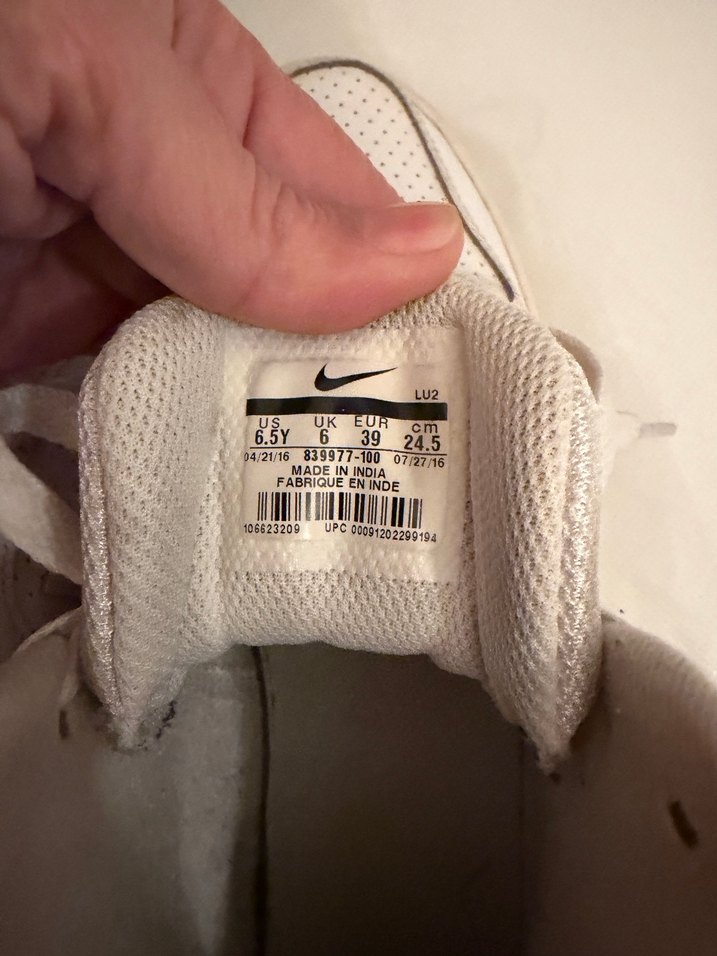 LU2
US UK EUR cm
6.5Y 6 39 24.5
04/21/16 839977-100 07/27/16
MADE IN INDIA
FABRIQUE EN INDE
106623209 UPC 00091202299194